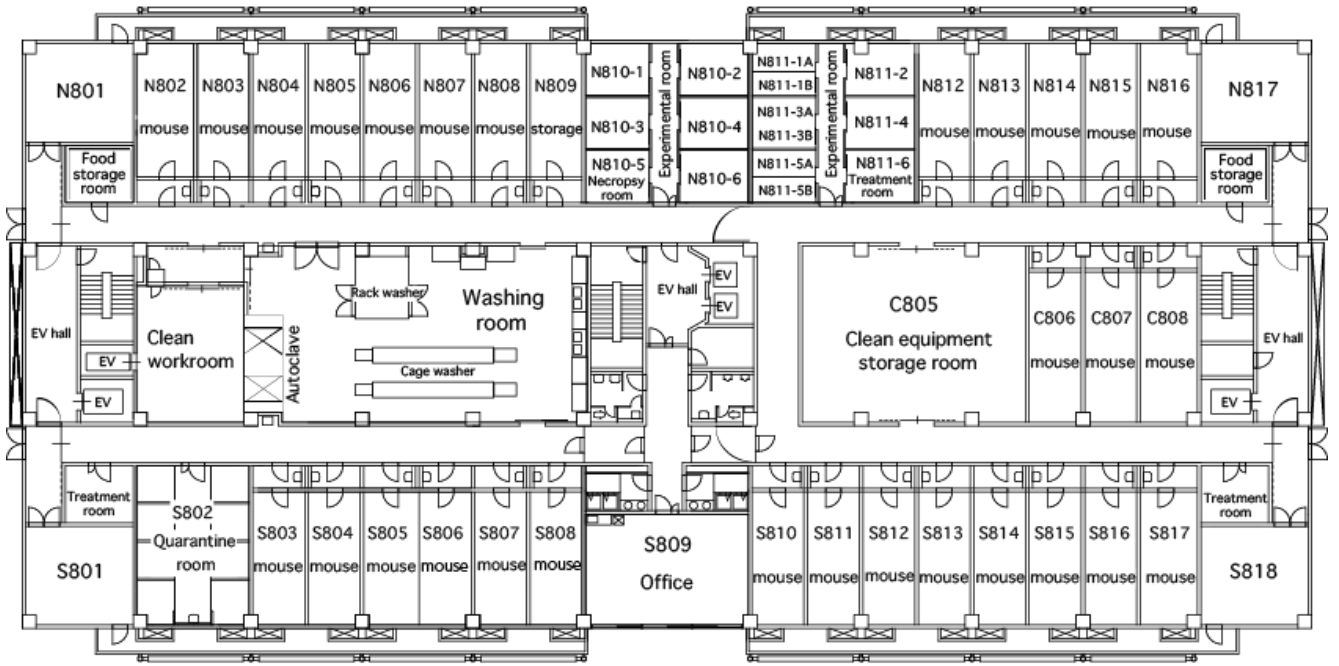 N801
N802
mouse
N803
mouse
N804
mouse
N805
mouse
N806
mouse
N807
mouse
N808
mouse
N809
storage
N810-1
N810-3
N810-5
Necropsy
room
Experimental room
N810-2
N810-4
N810-6
N811-1A
N811-1B
N811-3A
N811-3B
N811-5A
N811-5B
Experimental room
N811-2
N811-4
N811-6
Treatment
room
N812
mouse
N813
mouse
N814
mouse
N815
mouse
N816
mouse
N817
Food
storage
room
Food
storage
room
EV hall
EV
EV
Clean
workroom
Autoclave
Rack washer
Washing
room
Cage washer
EV hall
EV
EV
C805
Clean equipment
storage room
C806
mouse
C807
mouse
C808
mouse
EV
EV hall
Treatment
room
S801
S802
Quarantine
room
S803
mouse
S804
mouse
S805
mouse
S806
mouse
S807
mouse
S808
mouse
S809
Office
S810
mouse
S811
mouse
S812
mouse
S813
mouse
S814
mouse
S815
mouse
S816
mouse
S817
mouse
Treatment
room
S818